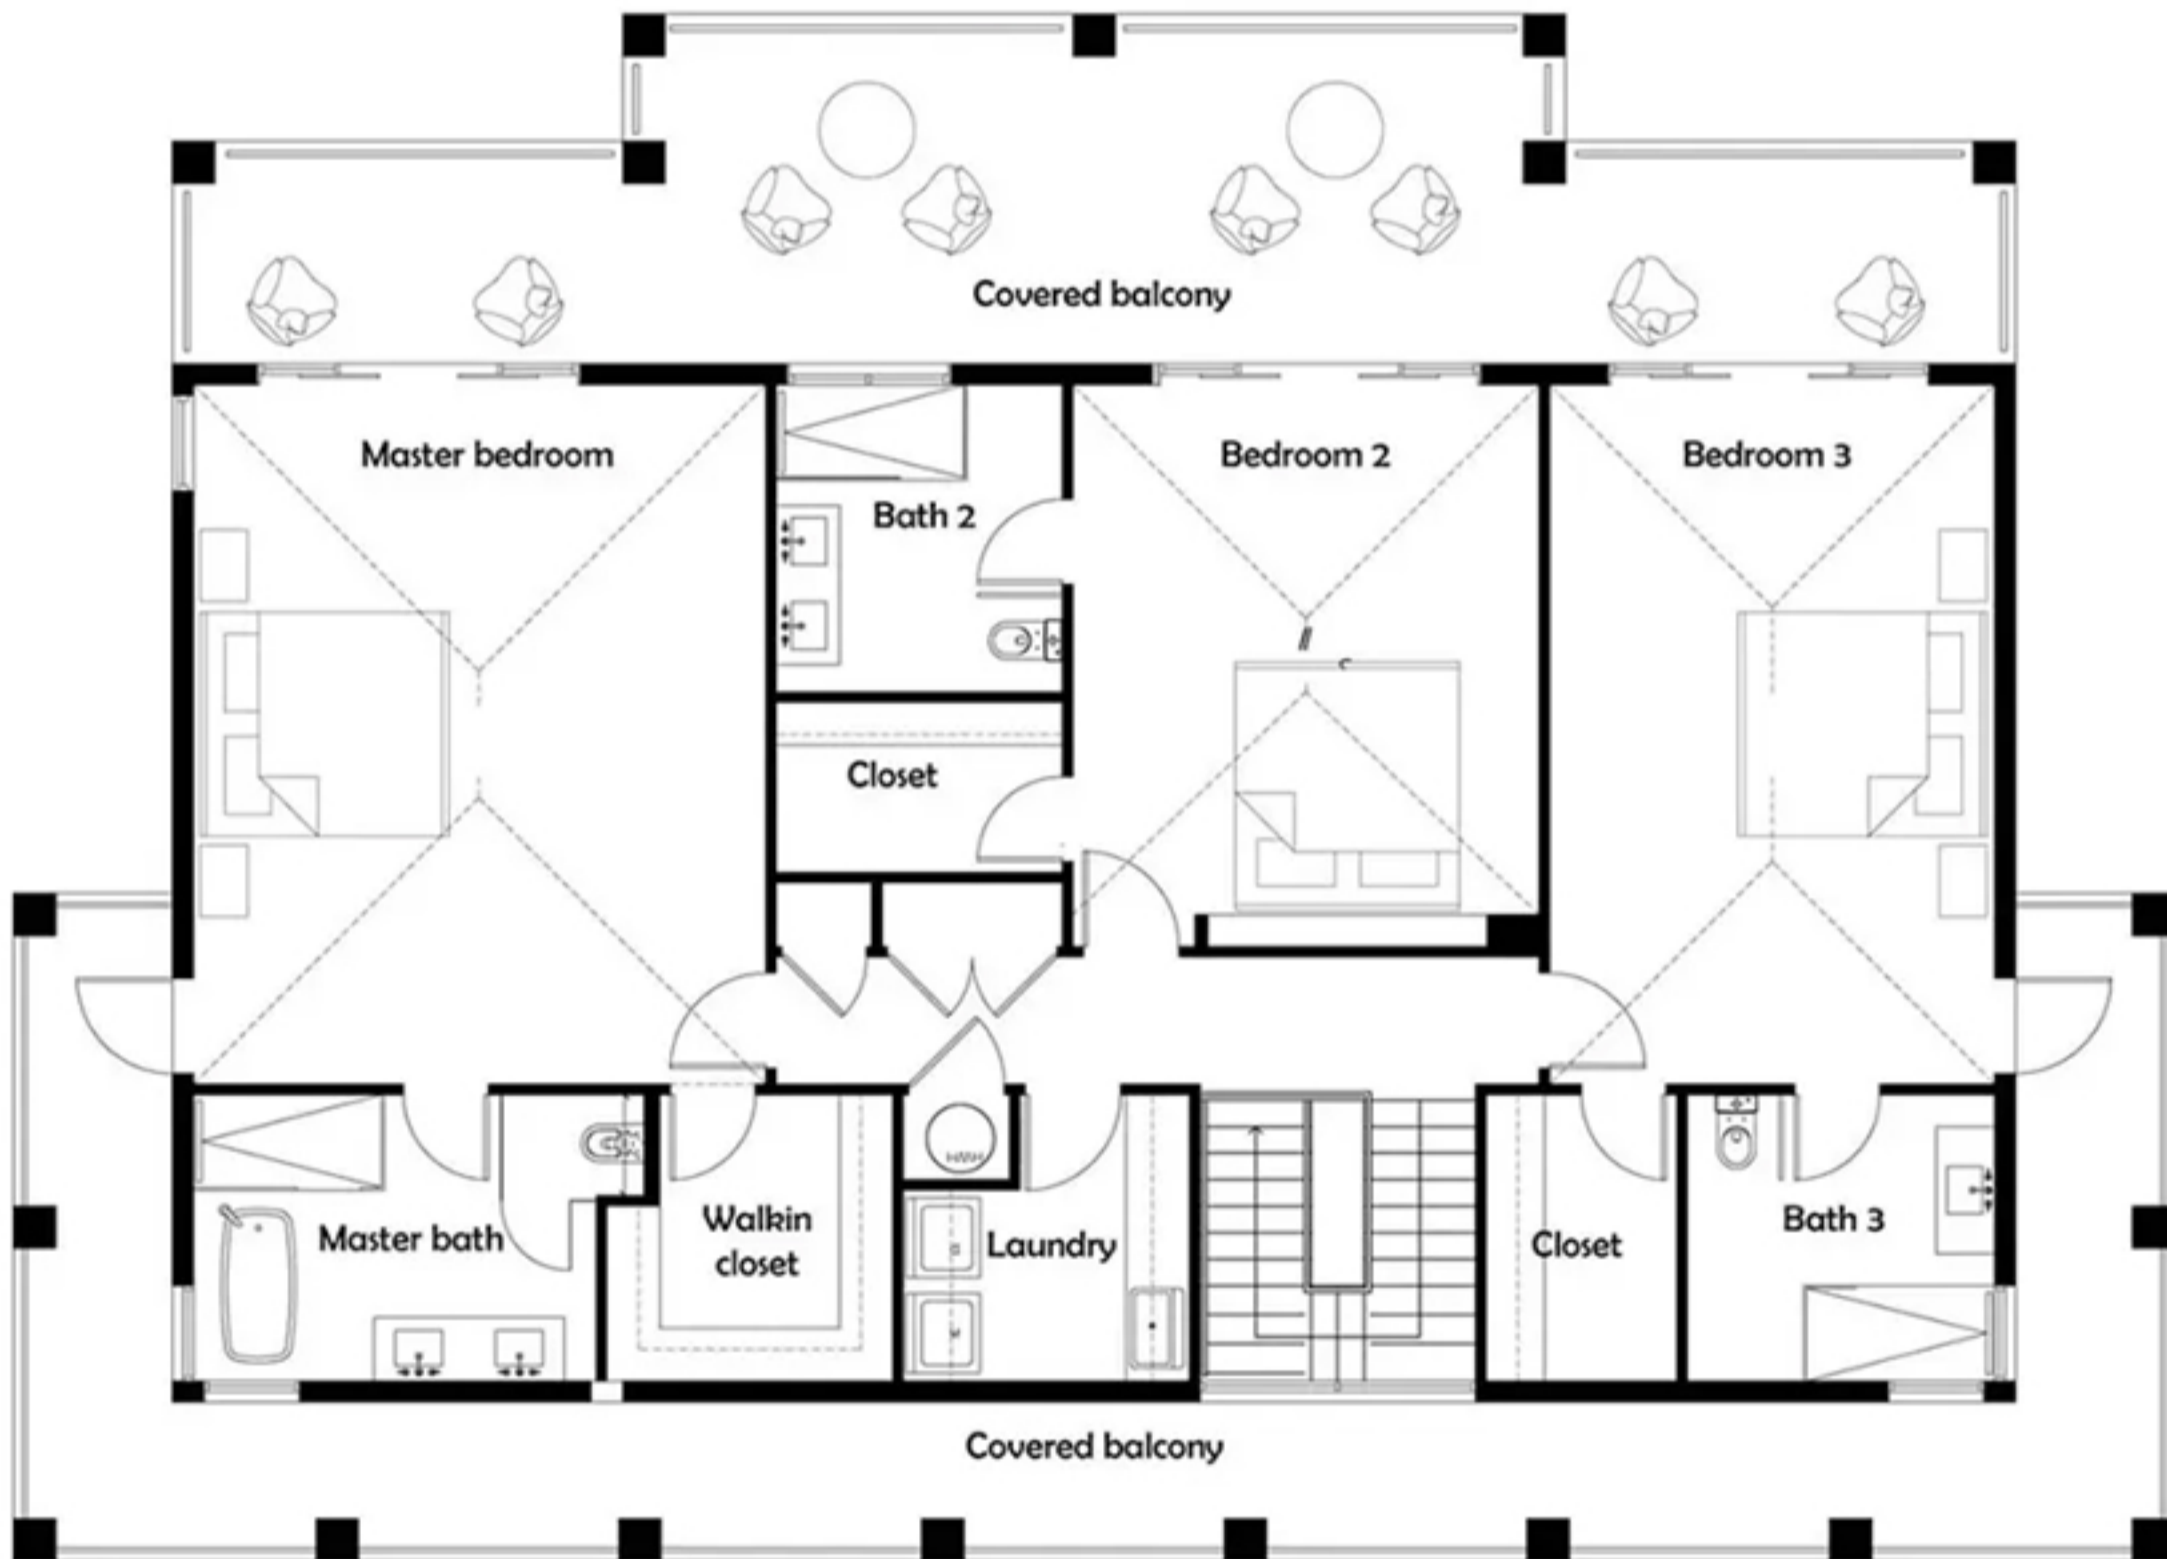 Covered balcony
Master bedroom
Bedroom 2
Bedroom 3
Bath 2
Closet
Walkin
closet
Master bath
Laundry
Closet
Bath 3
Covered balcony